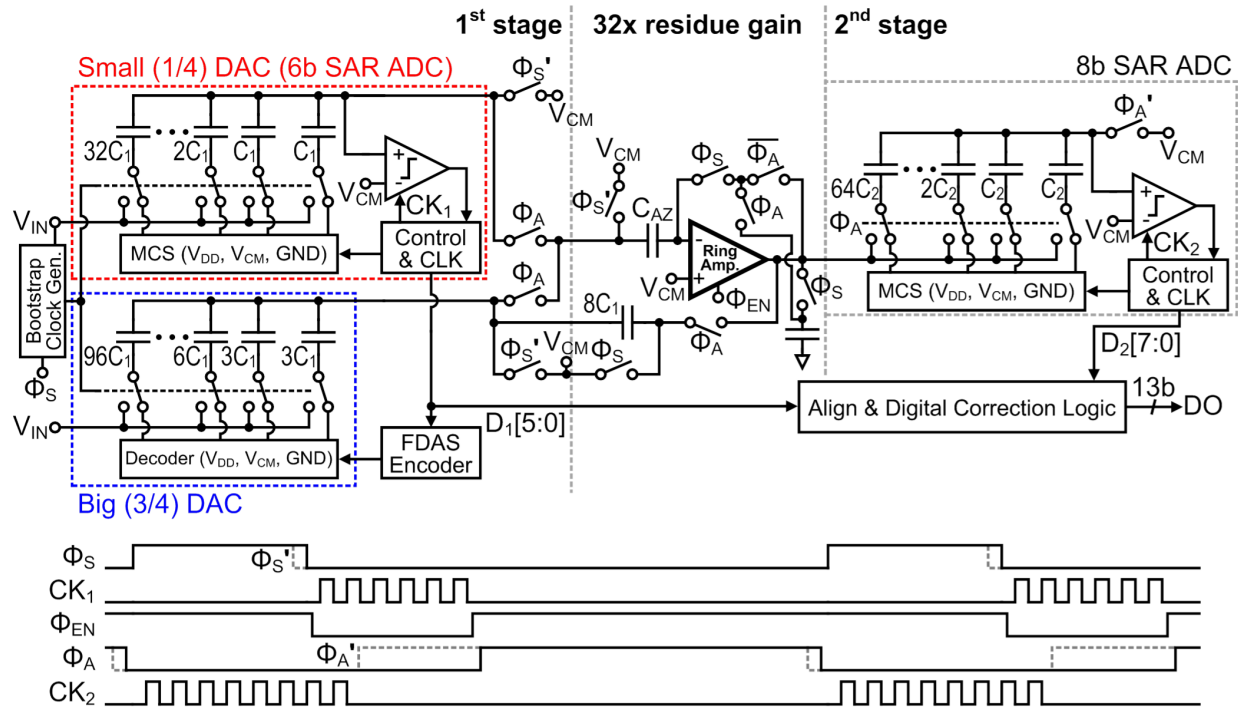 1st stage
32x residue gain
2nd stage
Small (1/4) DAC (6b SAR ADC)
8b SAR ADC
ΦS'
VCM
32C1
2C1
C1
C1
VCM
CK1
VIN
MCS (VDD, VCM, GND)
Control
& CLK
Bootstrap
Clock Gen.
ΦS
VIN
96C1
6C1
3C1
3C1
Decoder (VDD, VCM, GND)
FDAS
Encoder
Big (3/4) DAC
D1[5:0]
ΦA
ΦA
VCM
ΦS'
CAZ
ΦS
ΦA
ΦA
Ring
Amp.
-
+
VCM
ΦEN
8C1
ΦA
ΦS
ΦS'
VCM
ΦS
ΦA'
VCM
64C2
2C2
C2
C2
ΦA
VCM
CK2
MCS (VDD, VCM, GND)
Control
& CLK
D2[7:0]
Align & Digital Correction Logic
13b
DO
ΦS
ΦS'
CK1
ΦEN
ΦA
ΦA'
CK2